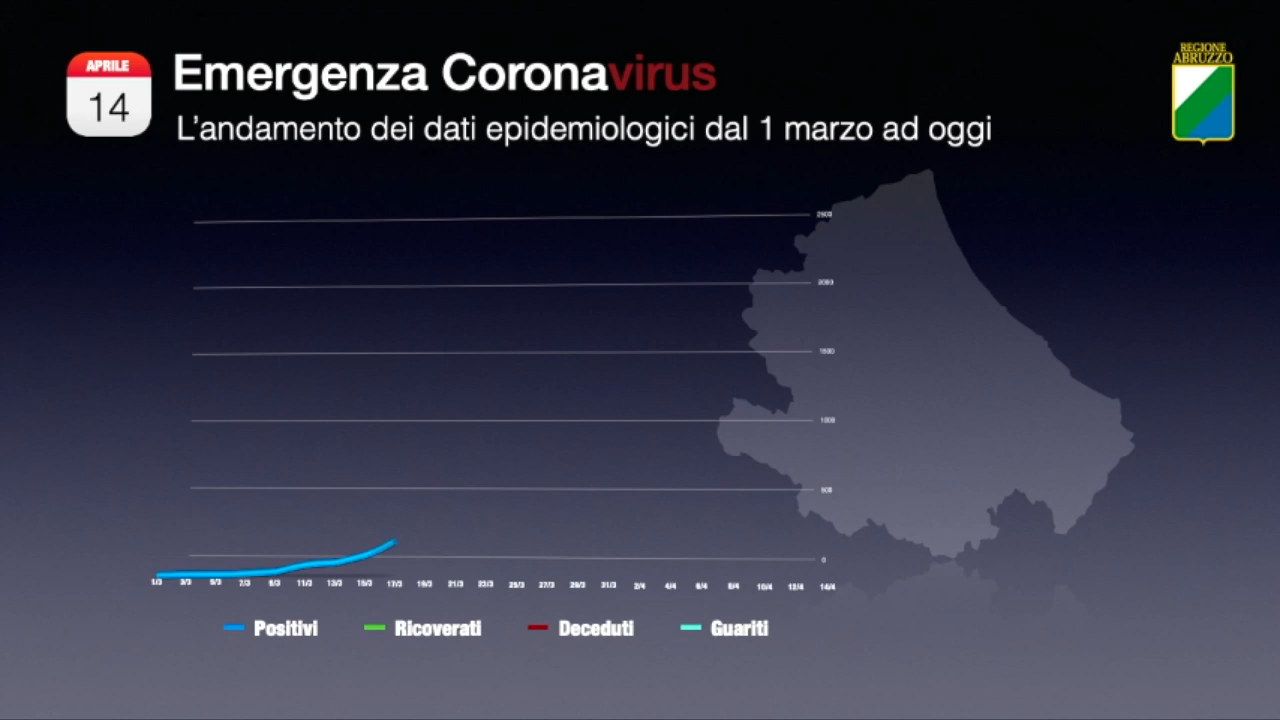 APRILE
14
Emergenza Coronavirus
L'andamento dei dati epidemiologici dal 1 marzo ad oggi
REGIONE
ABRUZZO
2500
2000
1500
1000
500
0
1/3 3/3 5/3 7/3 9/3 11/3 13/3 15/3 17/3 19/3 21/3 23/3 25/3 27/3 29/3 31/3 2/4 4/4 6/4 8/4 10/4 12/4 14/4
Positivi Ricoverati Deceduti Guariti